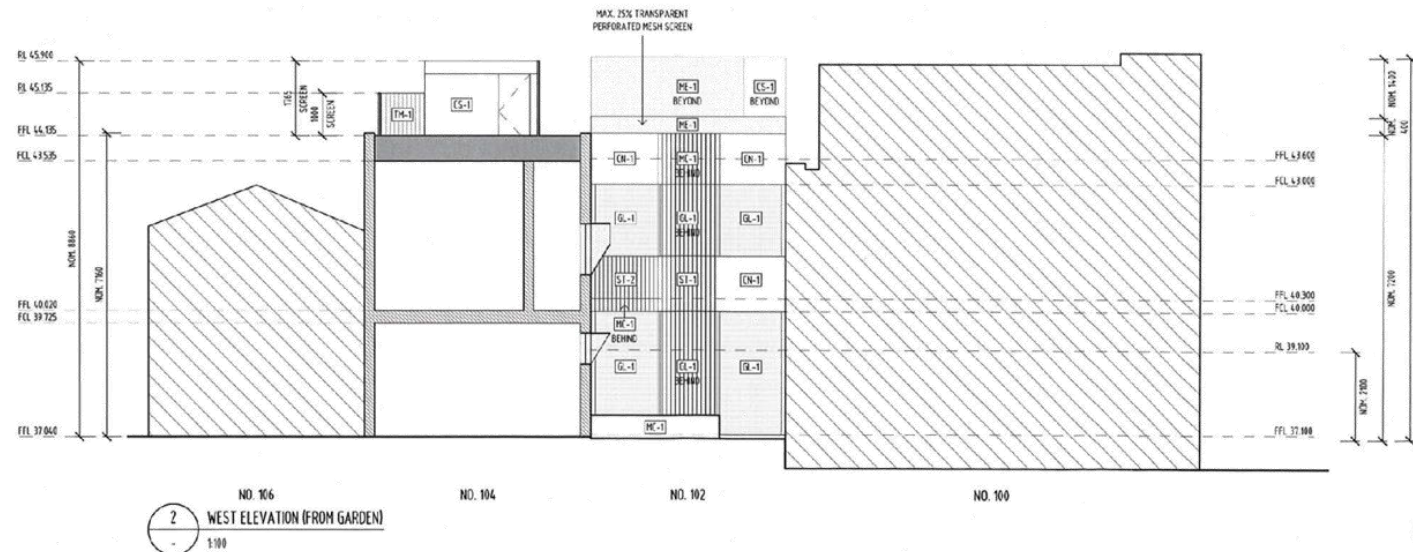 MAX. 25% TRANSPARENT
PERFORATED MESH SCREEN
RL 45.900
RL 45.135
FFL 44.135
FCL 43.535
FFL 40.020
FCL 39.725
FFL 37.040
NOM. 8860
NOM. 7160
1765
SCREEN
1000
SCREEN
TM-1
CS-1
ME-1
BEYOND
CS-1
BEYOND
ME-1
CN-1
MC-1
BEHIND
CN-1
GL-1
GL-1
BEHIND
GL-1
ST-2
ST-1
CN-1
MC-1
BEHIND
GL-1
GL-1
BEHIND
GL-1
MC-1
NOM. 1400
NOM.
400
FFL 43.600
FCL 43.000
NOM. 7200
FFL 40.300
FCL 40.000
RL 39.100
NOM. 2100
FFL 37.100
NO. 106
NO. 104
NO. 102
NO. 100
2
WEST ELEVATION (FROM GARDEN)
-
1:100